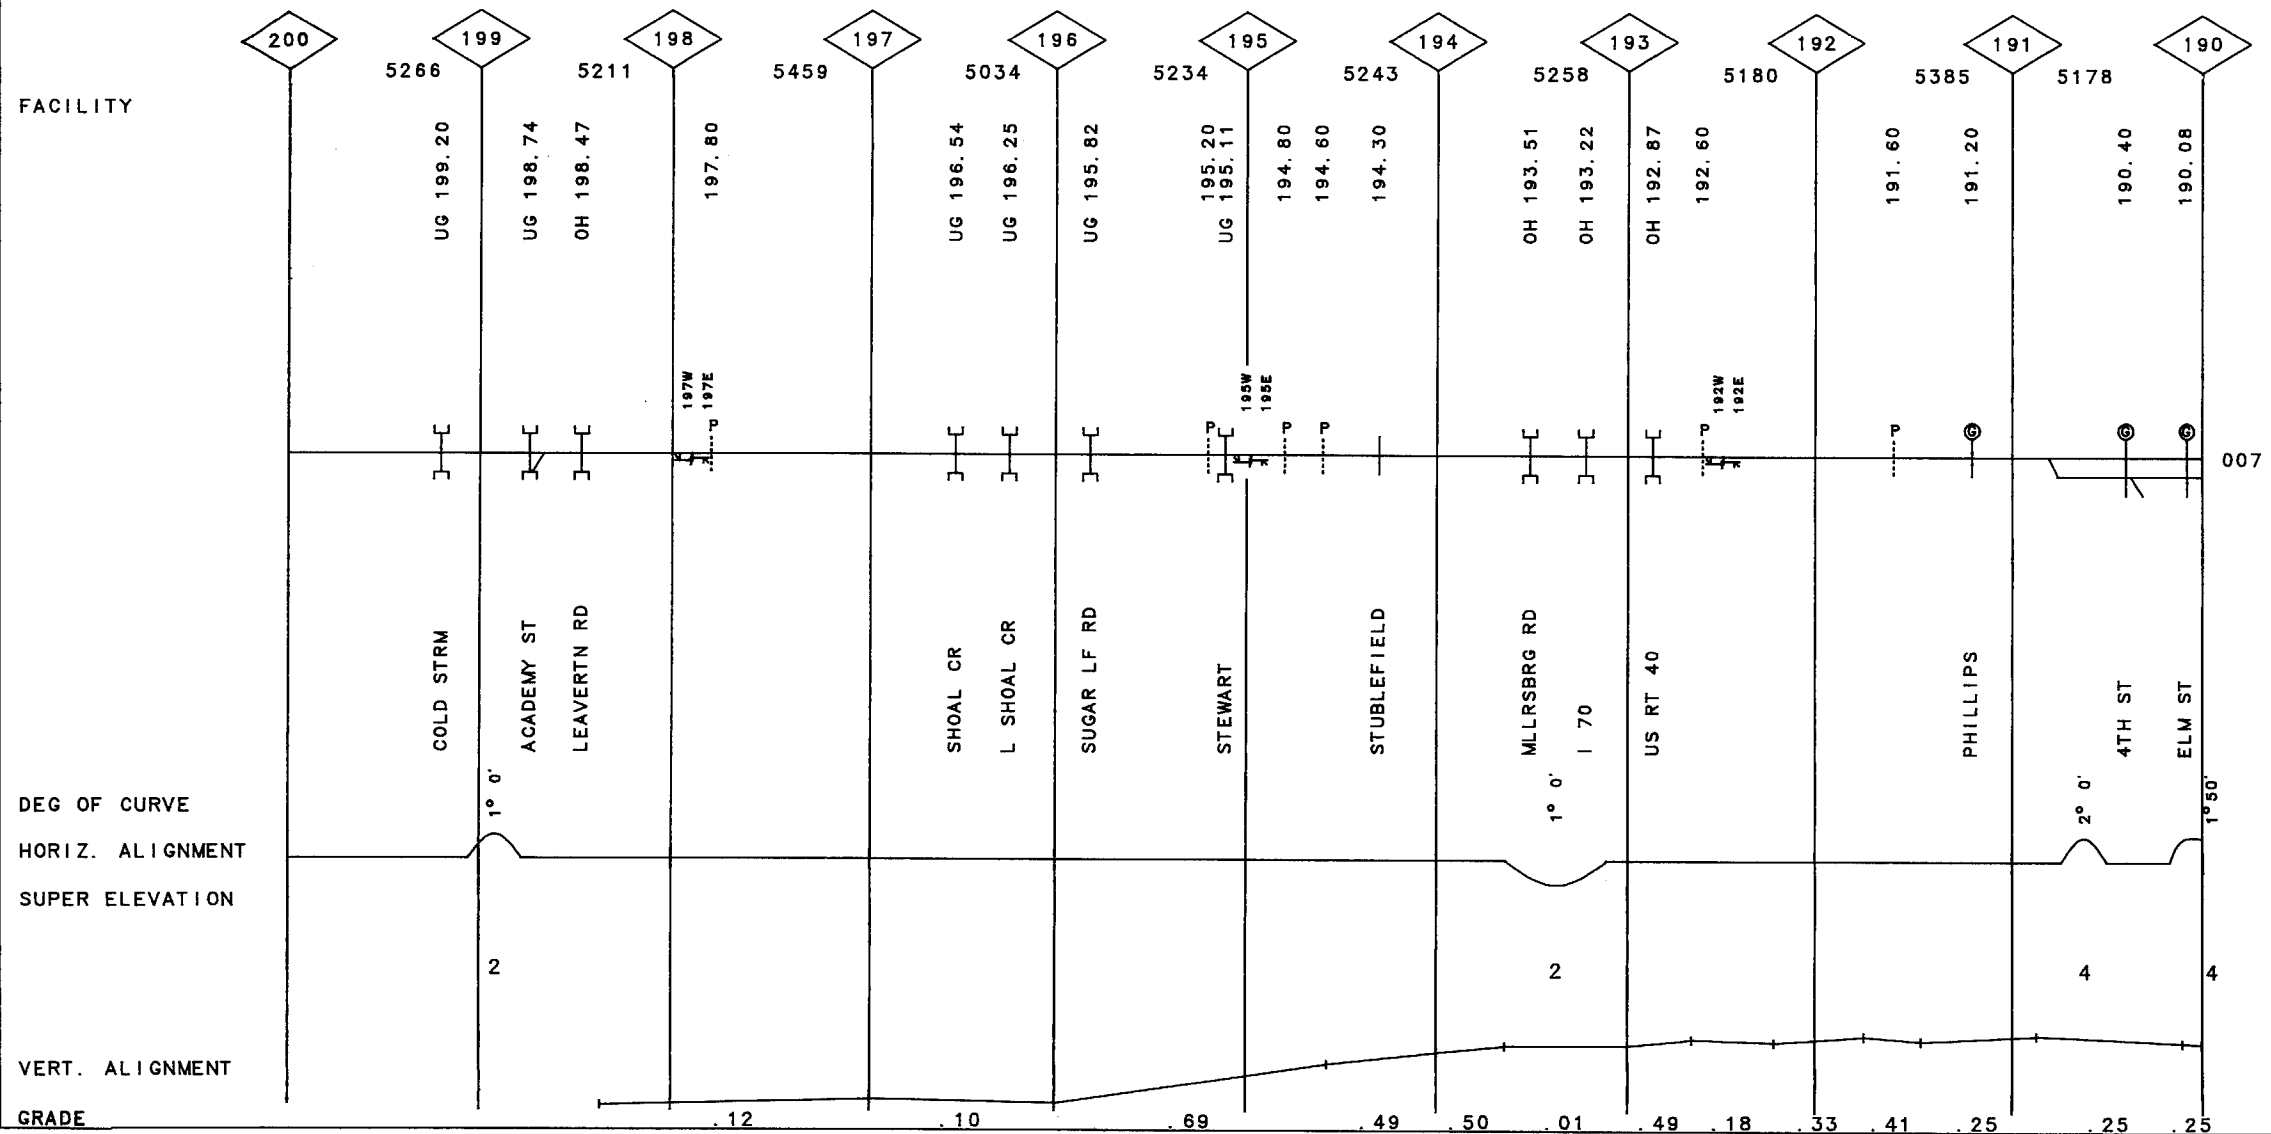 200 199 198 197 196 195 194 193 192 191 190
5266 5211 5459 5034 5234 5243 5258 5180 5385 5178
FACILITY
UG 199.20
UG 198.74
OH 198.47
197.80
UG 196.54
UG 196.25
UG 195.82
195.20
UG 195.11
194.80
194.60
194.30
OH 193.51
OH 193.22
OH 192.87
192.60
191.60
191.20
190.40
190.08
197W
197E
195W
195E
192W
192E
P P P P P P G G G
007
COLD STRM
ACADEMY ST
LEAVERTN RD
SHOAL CR
L SHOAL CR
SUGAR LF RD
STEWART
STUBLEFIELD
MLLRSBRG RD
I 70
US RT 40
PHILLIPS
4TH ST
ELM ST
DEG OF CURVE
1° 0'
1° 0'
2° 0'
1° 50'
HORIZ. ALIGNMENT
SUPER ELEVATION
2 2 4 4
VERT. ALIGNMENT
GRADE .12 .10 .69 .49 .50 .01 .49 .18 .33 .41 .25 .25 .25